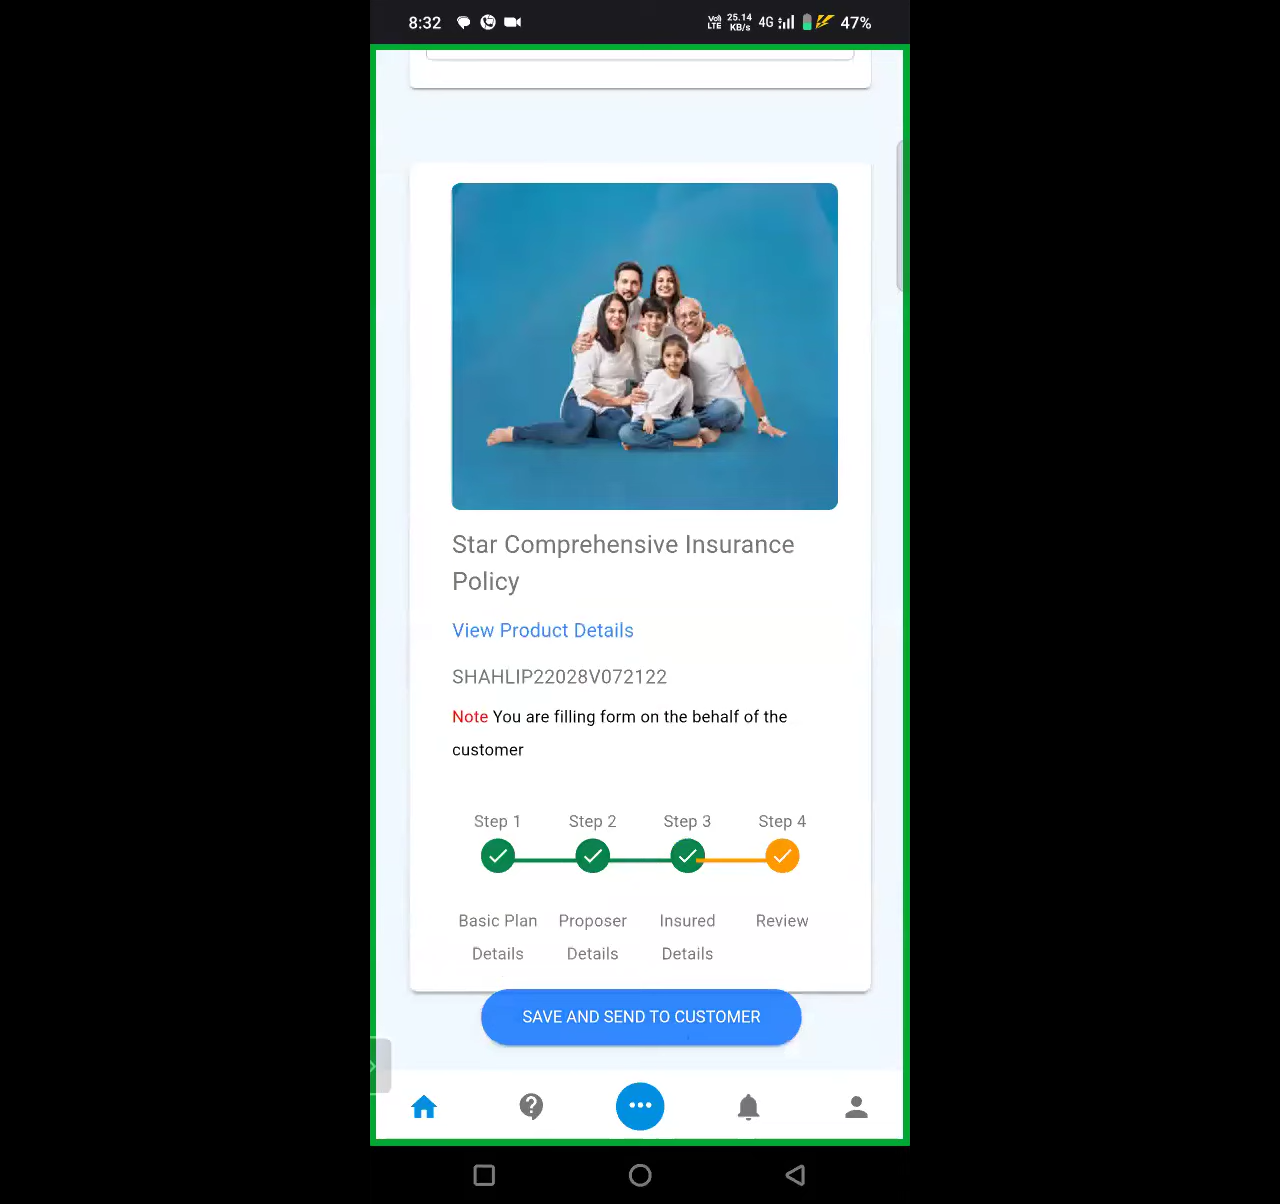 8:32
Vo) LTE 25.14 KB/s 4G 47%
Star Comprehensive Insurance
Policy
View Product Details
SHAHLIP22028V072122
Note You are filling form on the behalf of the
customer
Step 1 Step 2 Step 3 Step 4
Basic Plan Proposer Insured Review
Details Details Details
SAVE AND SEND TO CUSTOMER